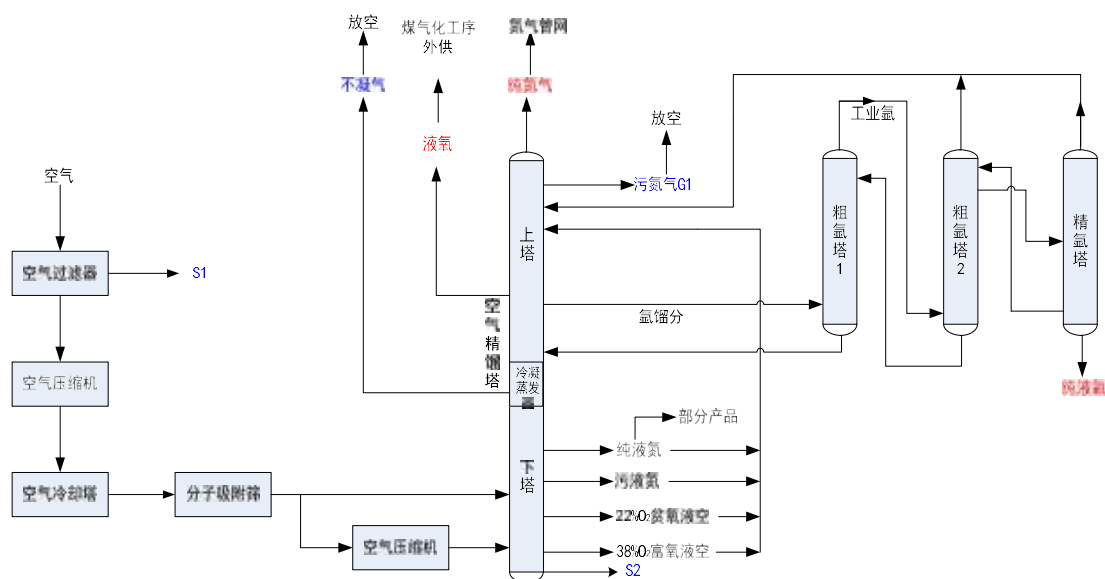 放空
煤气化工序
外供
氮气管网
不凝气
纯氮气
放空
工业氩
液氧
空气
污氮气G1
上塔
粗氩塔1
粗氩塔2
精氩塔
空气过滤器
S1
氩馏分
空气精馏塔
空气压缩机
冷凝
蒸发
器
纯液氩
部分产品
纯液氮
下塔
污液氮
空气冷却塔
分子吸附筛
22%O2贫氧液空
空气压缩机
38%O2富氧液空
S2